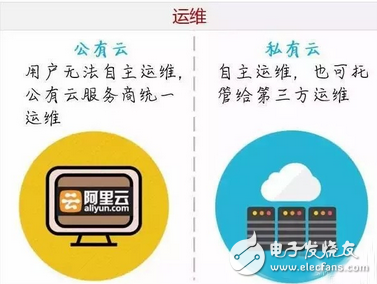 运维
公有云
用户无法自主运维，
公有云服务商统一
运维
私有云
自主运维，也可托
管给第三方运维
阿里云
aliyun.com
电子发烧友
www.elecfans.com